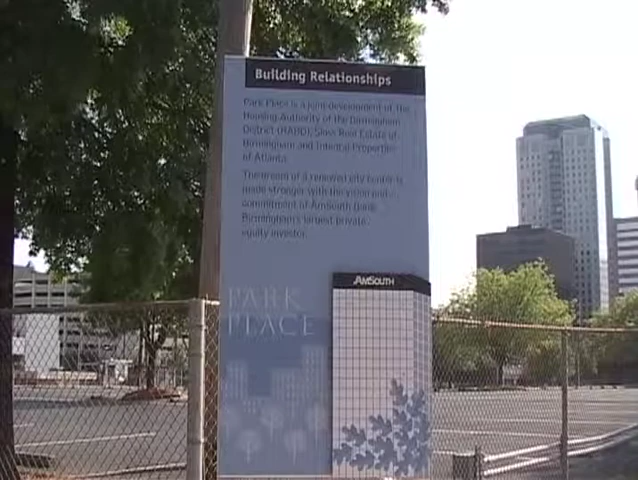 Building Relationships
Park Place is a joint development of the
Housing Authority of the Birmingham
District (HABD), Sloss Real Estate of
Birmingham and Integral Properties
of Atlanta.
The dream of a renewed city center is
made stronger with the vision and
commitment of AmSouth Bank
Birmingham's largest private
equity investor.
AMSOUTH
PARK
PLACE